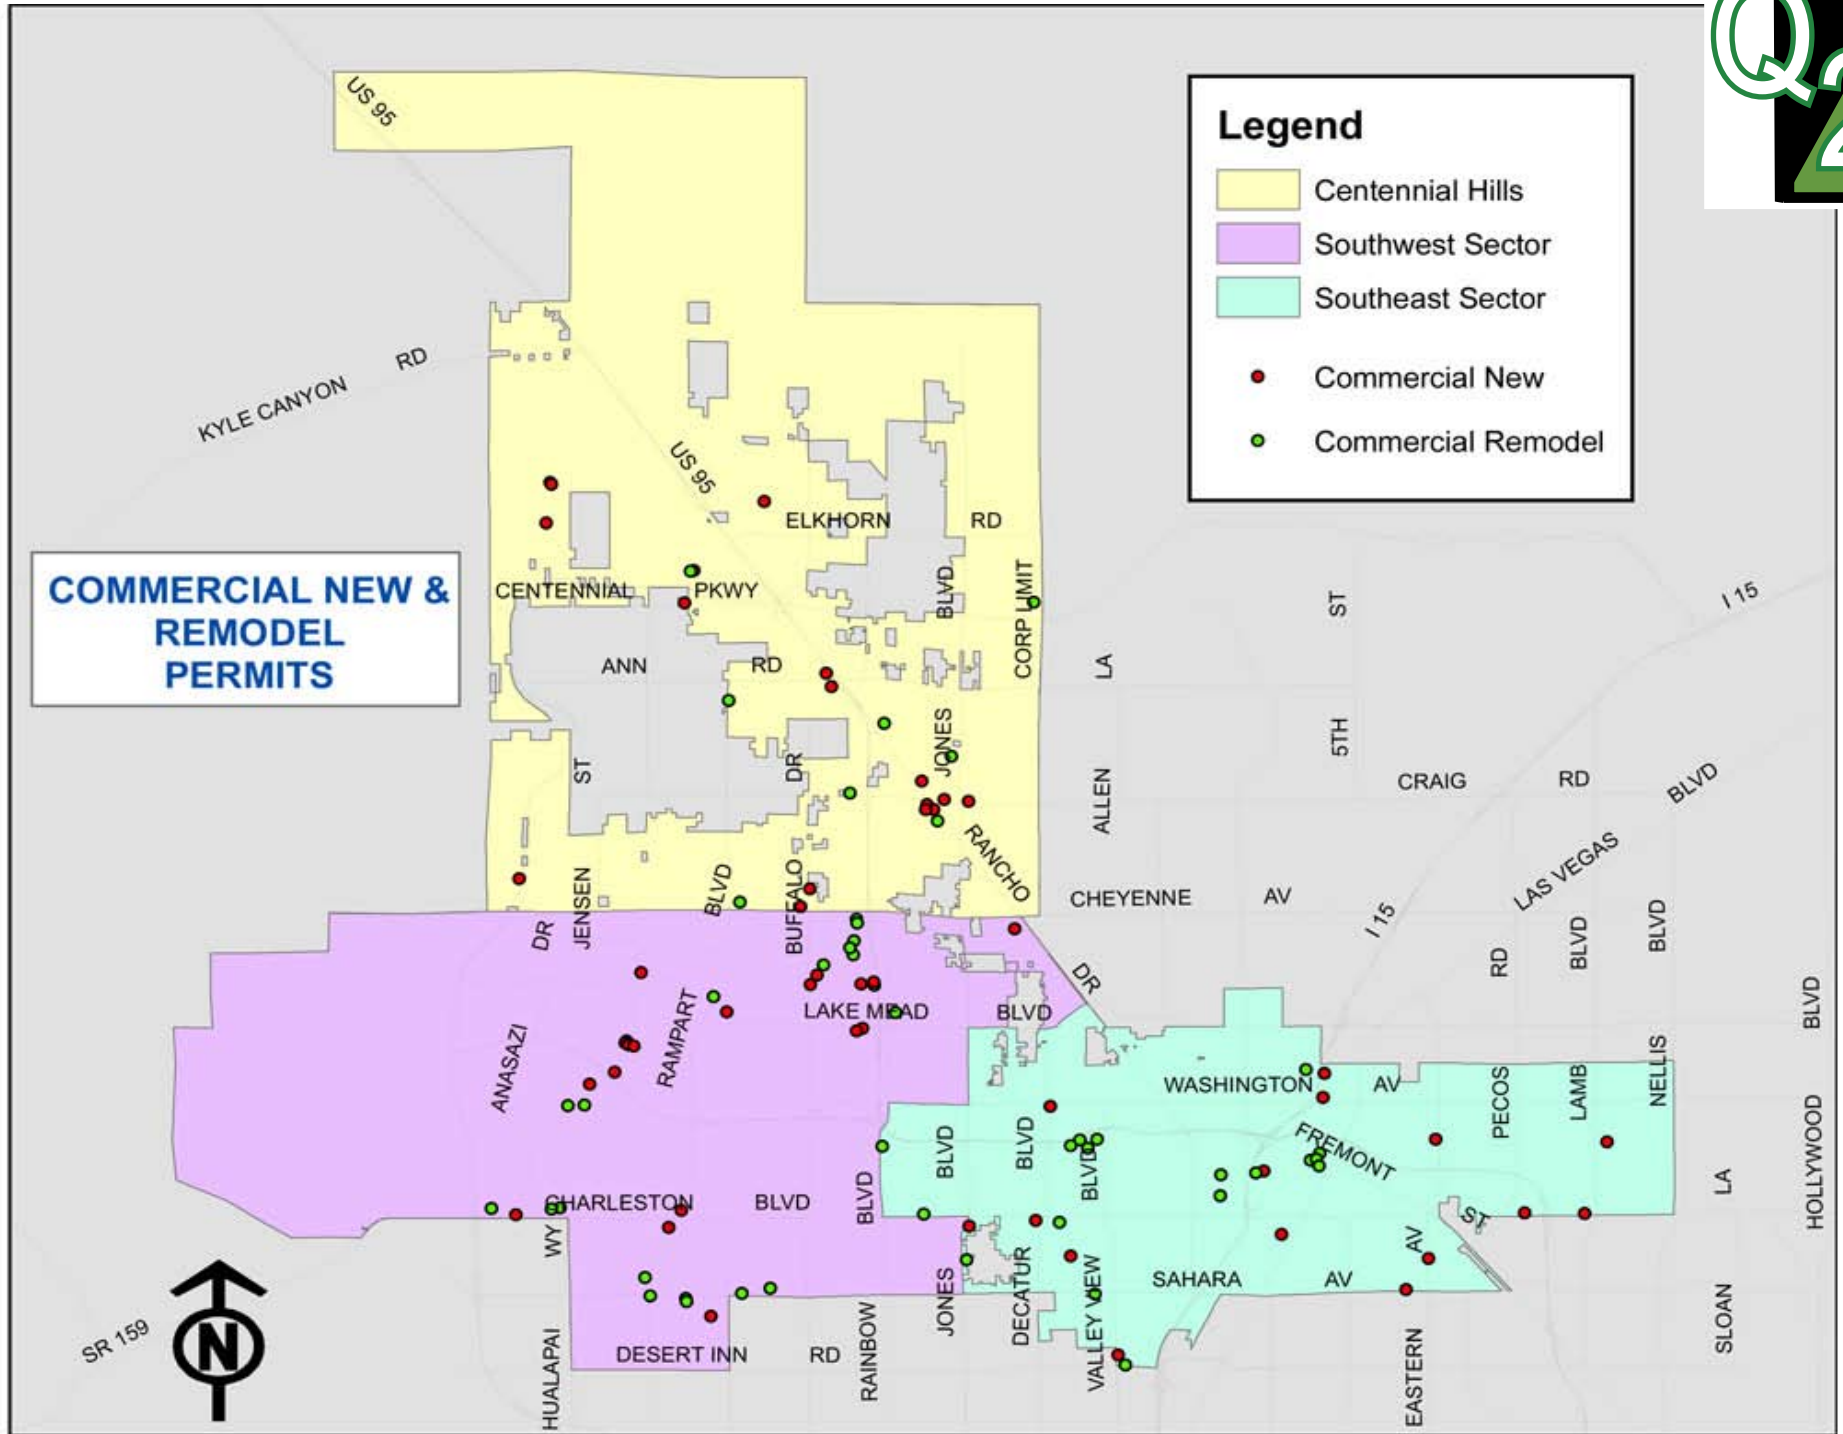 Q2
Legend
Centennial Hills
Southwest Sector
Southeast Sector
Commercial New
Commercial Remodel
COMMERCIAL NEW &
REMODEL
PERMITS
US 95
KYLE CANYON RD
US 95
ELKHORN RD
CENTENNIAL PKWY
BLVD
CORP LIMIT
ST
I 15
ANN RD
LA
JONES
5TH
ST
DR
ALLEN
CRAIG RD
BLVD
RANCHO
LAS VEGAS
CHEYENNE AV
I 15
DR
JENSEN
BLVD
BUFFALO
RD
BLVD
BLVD
DR
LAKE MEAD BLVD
BLVD
ANASAZI
RAMPART
WASHINGTON AV
PECOS
LAMB
NELLIS
HOLLYWOOD
FREMONT
BLVD
BLVD
BLVD
BLVD
CHARLESTON BLVD
LA
WY
ST
AV
SAHARA AV
JONES
DECATUR
VALLEY VIEW
SLOAN
SR 159
N
HUALAPAI
DESERT INN RD
RAINBOW
EASTERN